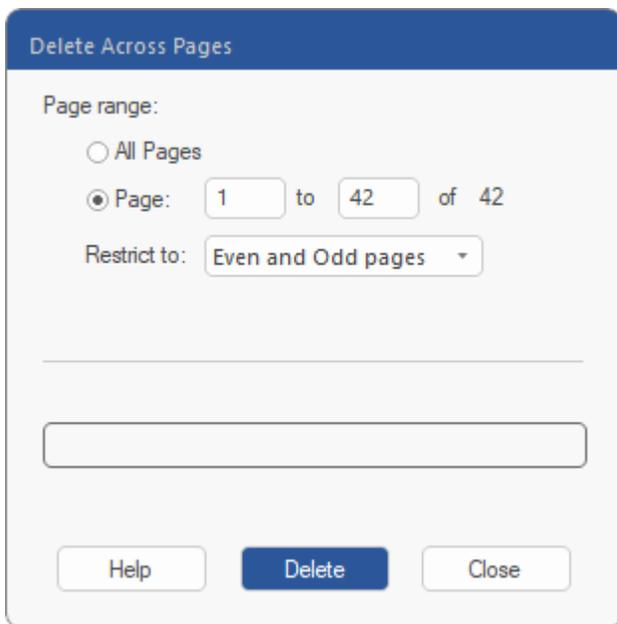 Delete Across Pages
Page range:
All Pages
Page: 1 to 42 of 42
Restrict to: Even and Odd pages
Help Delete Close